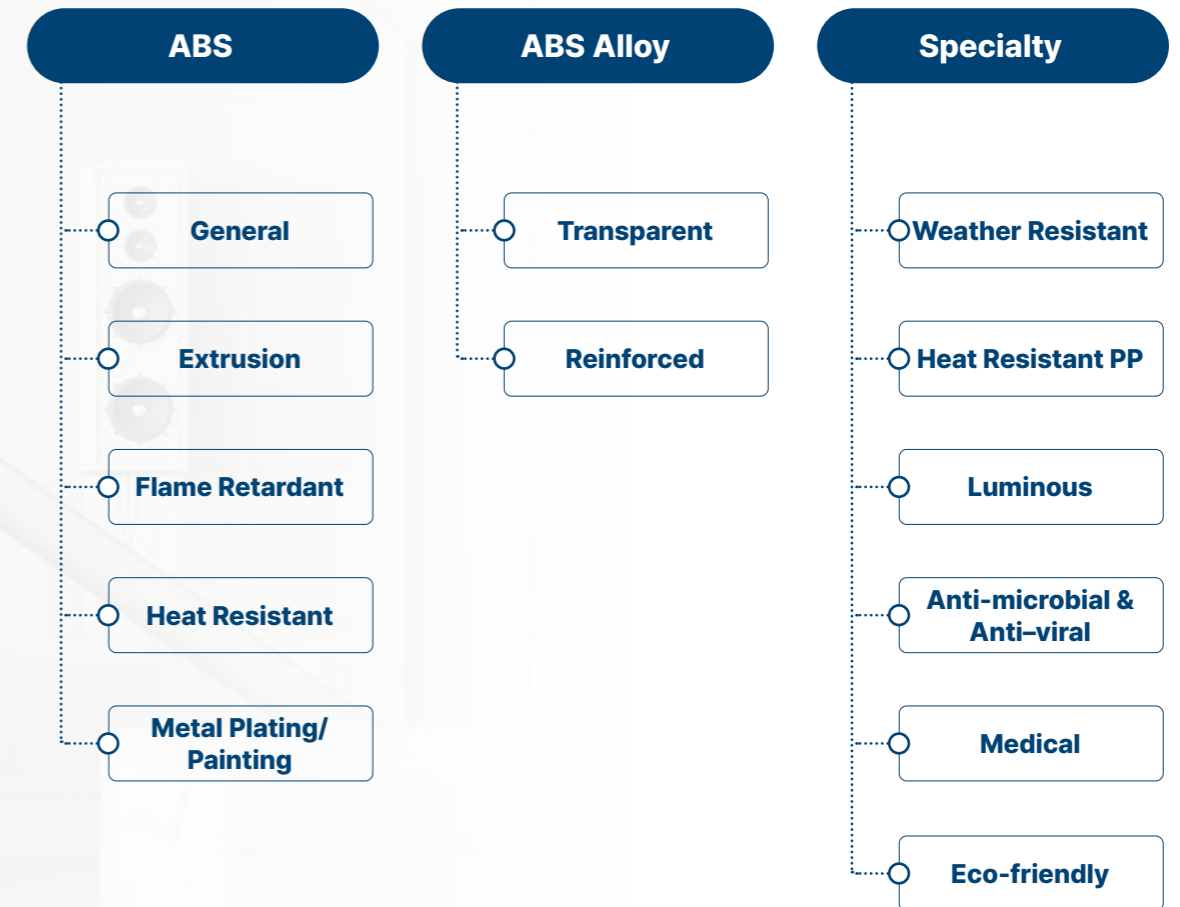 ABS
General
Extrusion
Flame Retardant
Heat Resistant
Metal Plating/
Painting
ABS Alloy
Transparent
Reinforced
Specialty
Weather Resistant
Heat Resistant PP
Luminous
Anti-microbial &
Anti–viral
Medical
Eco-friendly